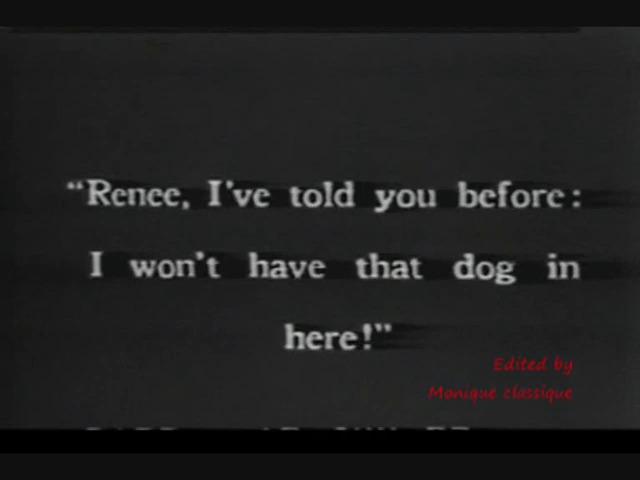 “Renee, I've told you before:
I won't have that dog in
here!”
Edited by
Monique classique